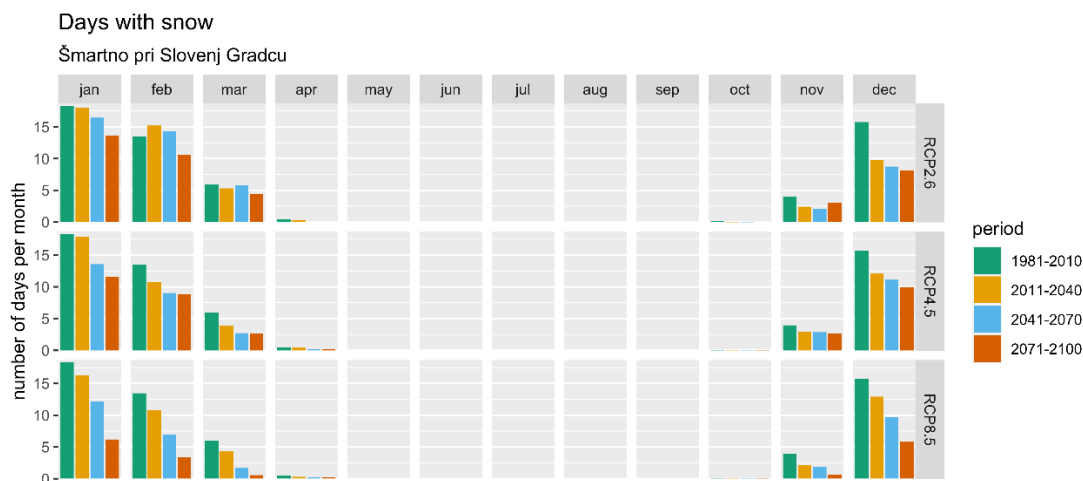 Days with snow
Šmartno pri Slovenj Gradcu
jan feb mar apr may jun jul aug sep oct nov dec
number of days per month
15
10
5
0
RCP2.6
15
10
5
0
RCP4.5
15
10
5
0
RCP8.5
period
1981-2010
2011-2040
2041-2070
2071-2100